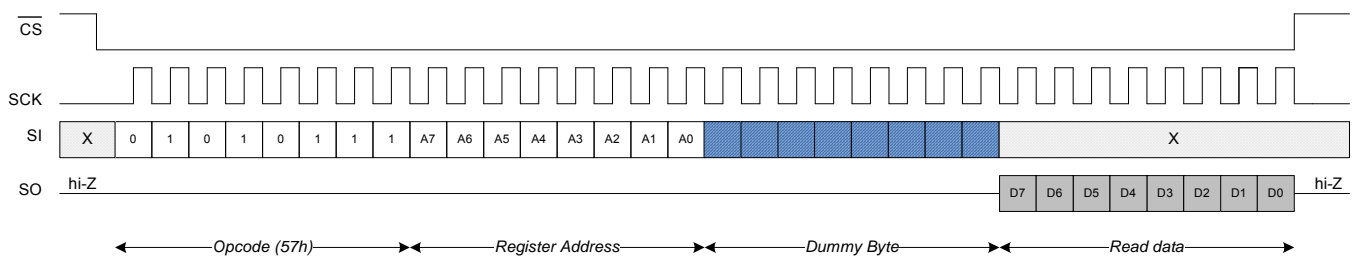 CS
SCK
SI X 0 1 0 1 0 1 1 1 A7 A6 A5 A4 A3 A2 A1 A0 X
SO hi-Z D7 D6 D5 D4 D3 D2 D1 D0 hi-Z
Opcode (57h) Register Address Dummy Byte Read data